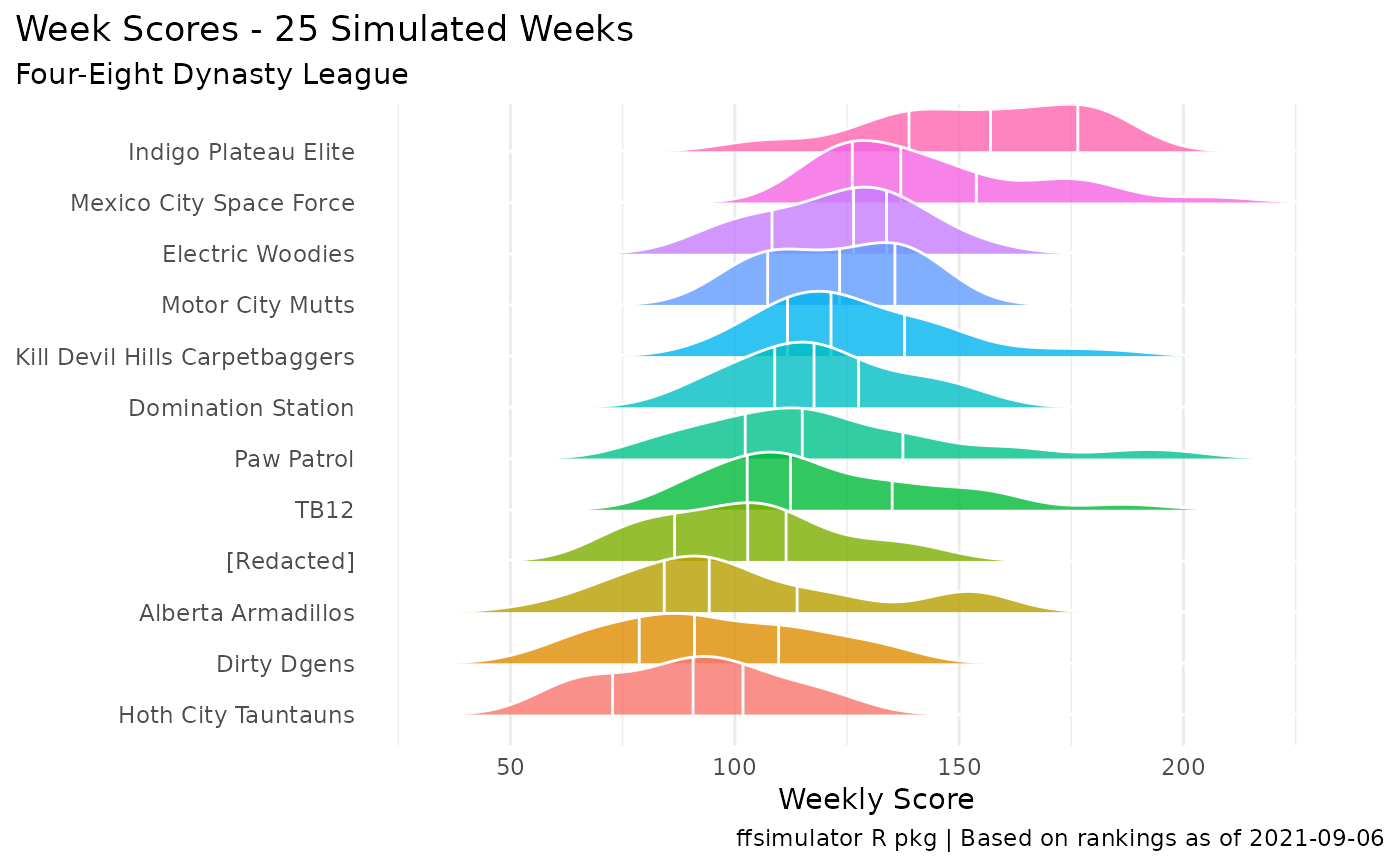 Week Scores - 25 Simulated Weeks
Four-Eight Dynasty League
Indigo Plateau Elite
Mexico City Space Force
Electric Woodies
Motor City Mutts
Kill Devil Hills Carpetbaggers
Domination Station
Paw Patrol
TB12
[Redacted]
Alberta Armadillos
Dirty Dgens
Hoth City Tauntauns
50 100 150 200
Weekly Score
ffsimulator R pkg | Based on rankings as of 2021-09-06